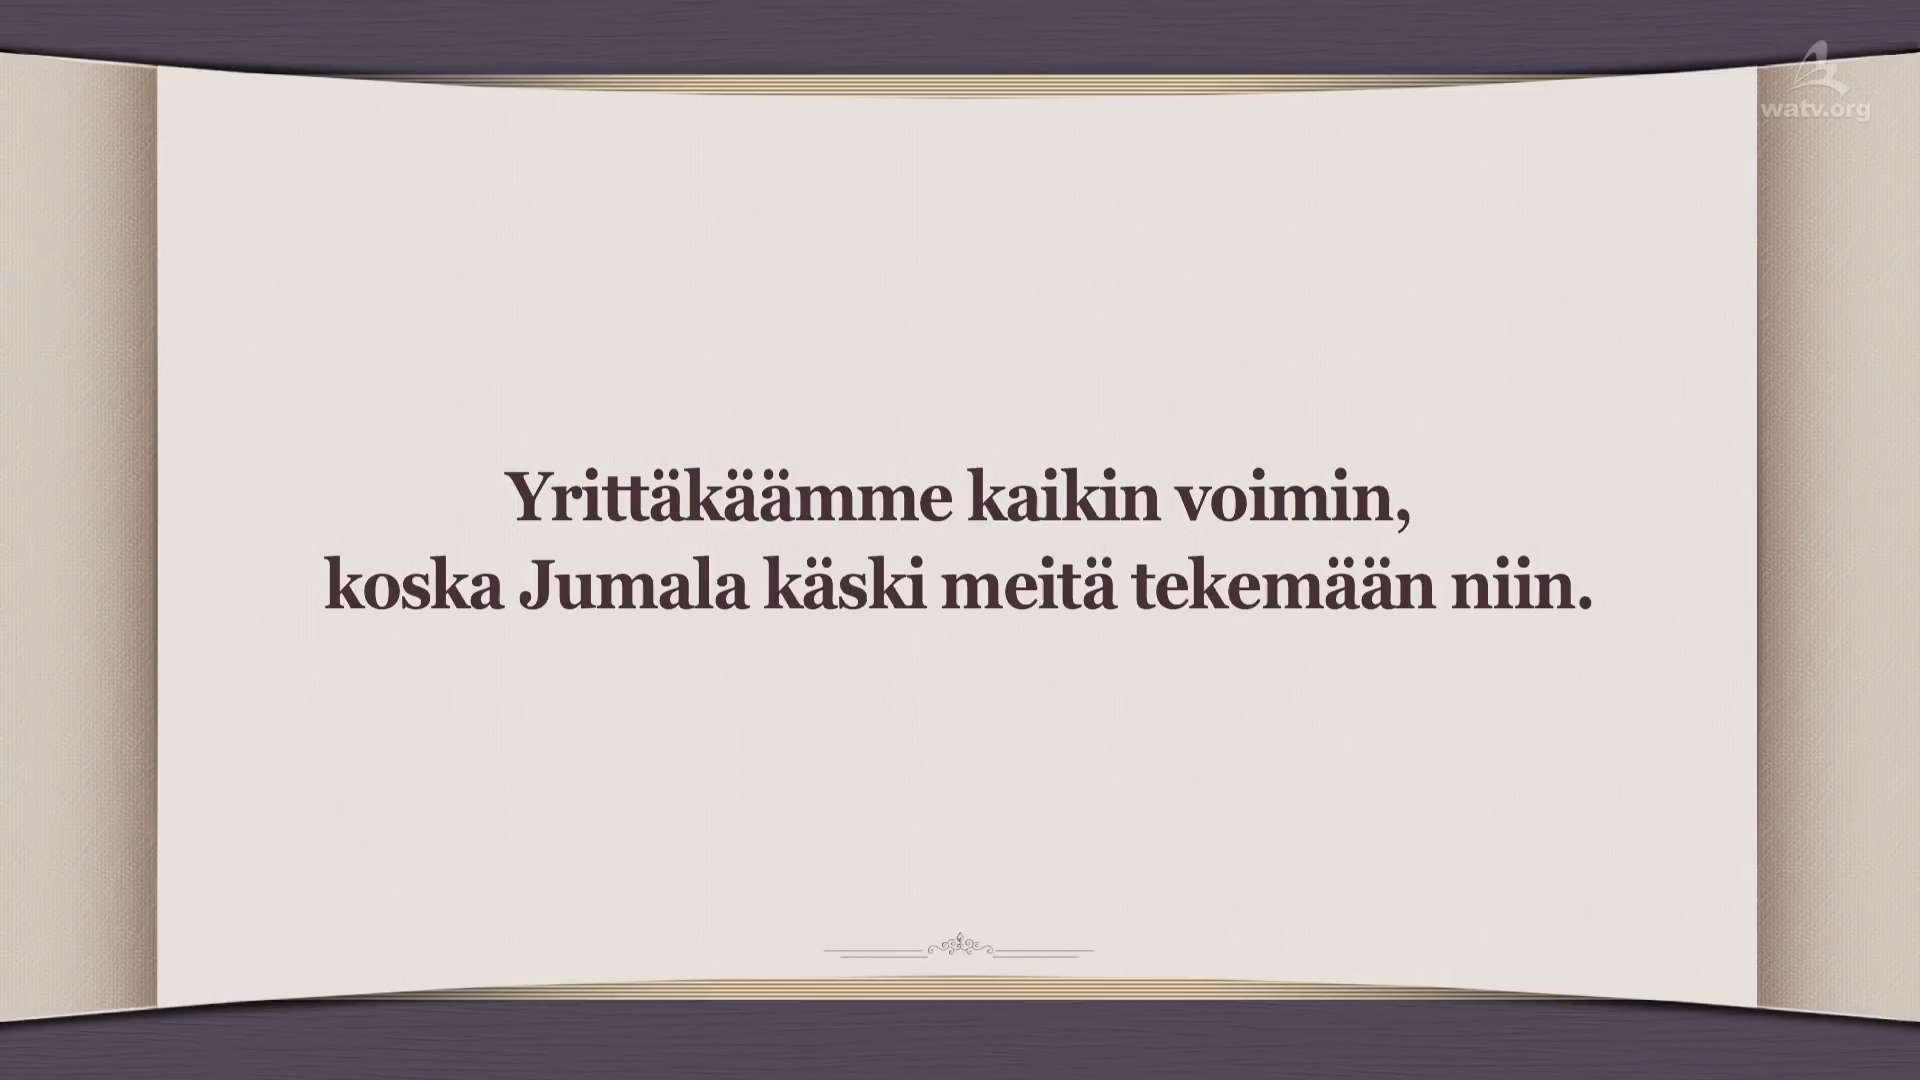 watv.org
Yrittäkäämme kaikin voimin,
koska Jumala käski meitä tekemään niin.